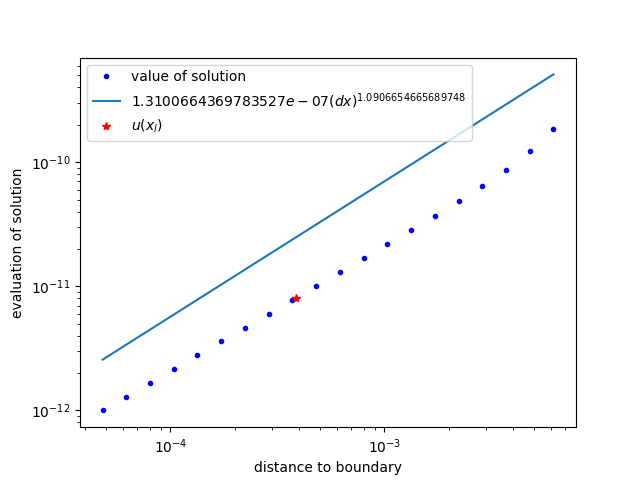 value of solution
1.3100664369783527e − 07(dx)^1.0906654665689748
u(x_l)
10^−10
10^−11
10^−12
evaluation of solution
10^−4
10^−3
distance to boundary